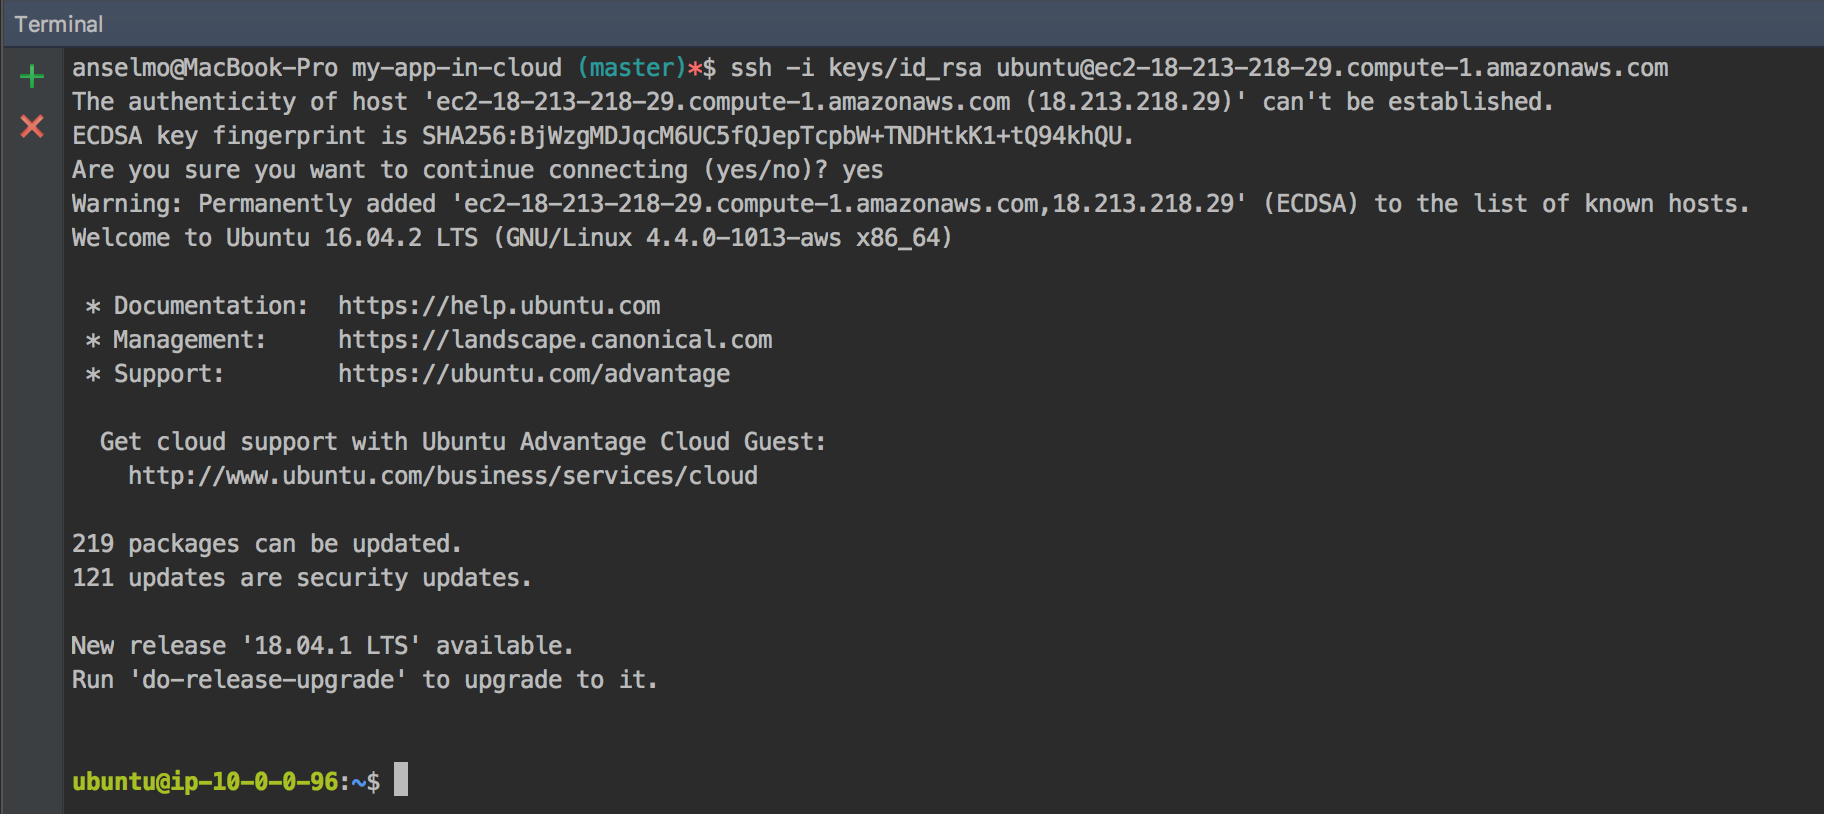 Terminal
anselmo@MacBook-Pro my-app-in-cloud (master)*$ ssh -i keys/id_rsa ubuntu@ec2-18-213-218-29.compute-1.amazonaws.com
The authenticity of host 'ec2-18-213-218-29.compute-1.amazonaws.com (18.213.218.29)' can't be established.
ECDSA key fingerprint is SHA256:BjWzgMDJqcM6UC5fQJepTcpbW+TNDHtkK1+tQ94khQU.
Are you sure you want to continue connecting (yes/no)? yes
Warning: Permanently added 'ec2-18-213-218-29.compute-1.amazonaws.com,18.213.218.29' (ECDSA) to the list of known hosts.
Welcome to Ubuntu 16.04.2 LTS (GNU/Linux 4.4.0-1013-aws x86_64)
* Documentation:  https://help.ubuntu.com
* Management:     https://landscape.canonical.com
* Support:        https://ubuntu.com/advantage
Get cloud support with Ubuntu Advantage Cloud Guest:
http://www.ubuntu.com/business/services/cloud
219 packages can be updated.
121 updates are security updates.
New release '18.04.1 LTS' available.
Run 'do-release-upgrade' to upgrade to it.
ubuntu@ip-10-0-0-96:~$